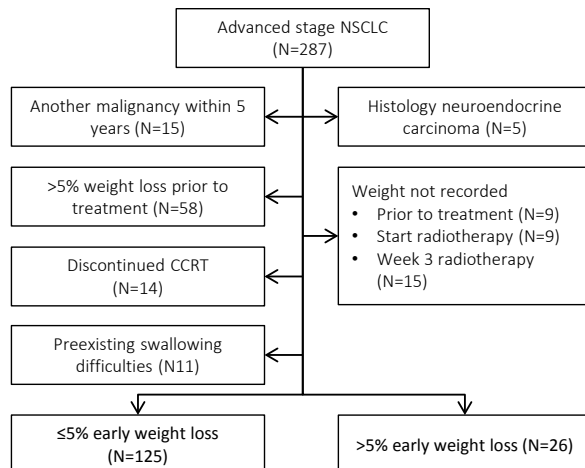 Advanced stage NSCLC
(N=287)
Another malignancy within 5
years (N=15)
Histology neuroendocrine
carcinoma (N=5)
>5% weight loss prior to
treatment (N=58)
Weight not recorded
• Prior to treatment (N=9)
• Start radiotherapy (N=9)
• Week 3 radiotherapy
(N=15)
Discontinued CCRT
(N=14)
Preexisting swallowing
difficulties (N11)
≤5% early weight loss
(N=125)
>5% early weight loss (N=26)